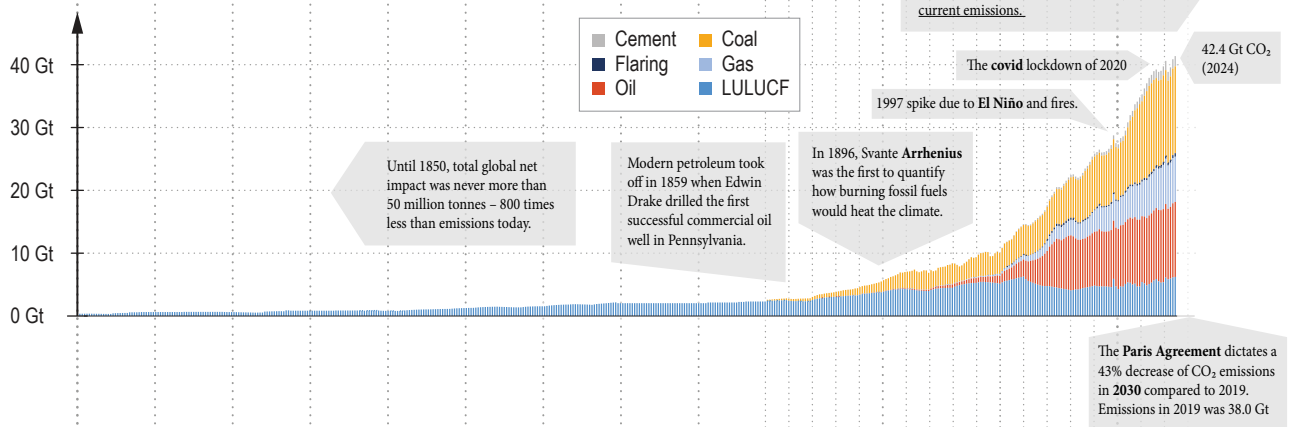 current emissions.
Cement
Coal
Flaring
Gas
Oil
LULUCF
42.4 Gt CO₂
(2024)
The covid lockdown of 2020
1997 spike due to El Niño and fires.
40 Gt
30 Gt
20 Gt
10 Gt
0 Gt
Until 1850, total global net
impact was never more than
50 million tonnes – 800 times
less than emissions today.
Modern petroleum took
off in 1859 when Edwin
Drake drilled the first
successful commercial oil
well in Pennsylvania.
In 1896, Svante Arrhenius
was the first to quantify
how burning fossil fuels
would heat the climate.
The Paris Agreement dictates a
43% decrease of CO₂ emissions
in 2030 compared to 2019.
Emissions in 2019 was 38.0 Gt